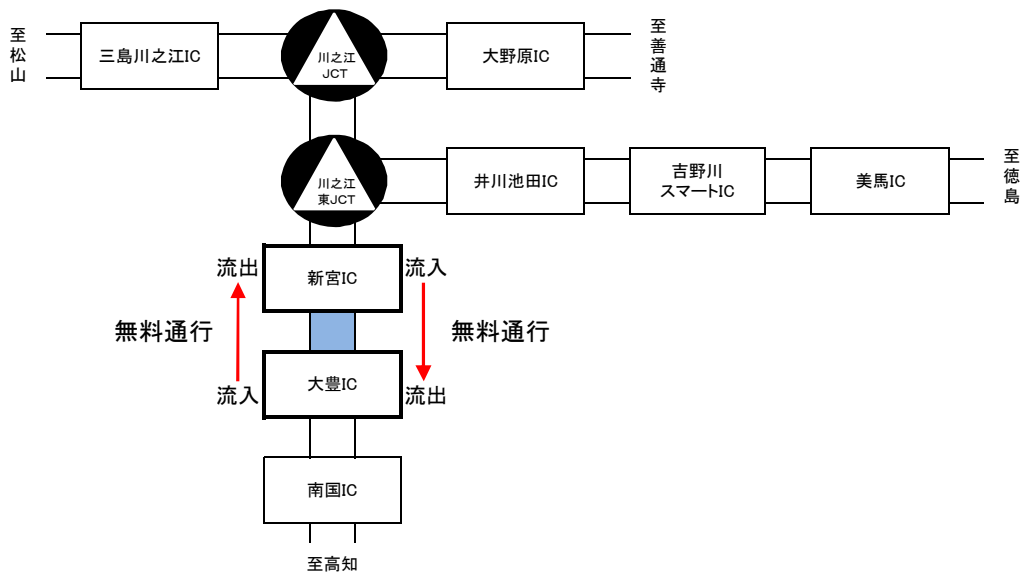 至松山
三島川之江IC
川之江
JCT
大野原IC
至善通寺
川之江
東JCT
井川池田IC
吉野川
スマートIC
美馬IC
至徳島
流出
新宮IC
流入
無料通行
無料通行
流入
大豊IC
流出
南国IC
至高知